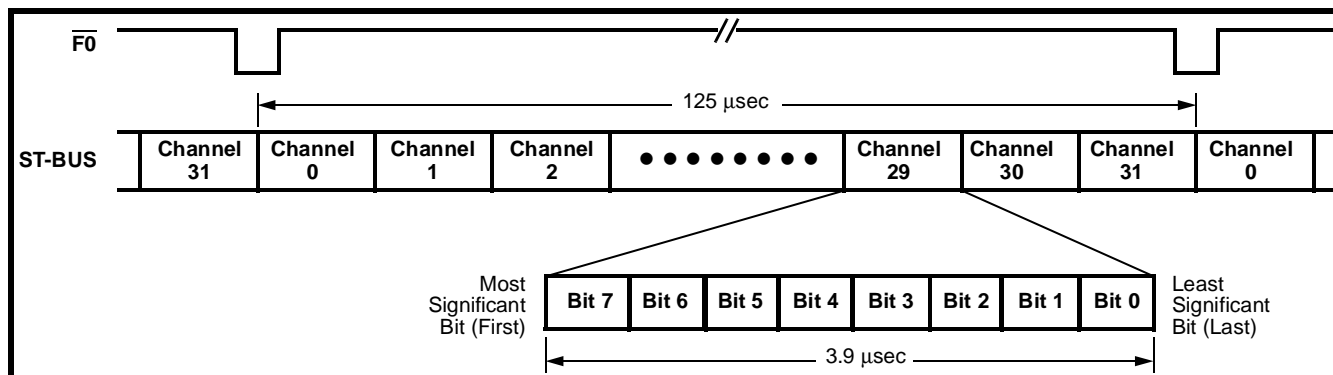 F0
125 μsec
ST-BUS
Channel 31
Channel 0
Channel 1
Channel 2
Channel 29
Channel 30
Channel 31
Channel 0
Most
Significant
Bit (First)
Bit 7
Bit 6
Bit 5
Bit 4
Bit 3
Bit 2
Bit 1
Bit 0
Least
Significant
Bit (Last)
3.9 μsec